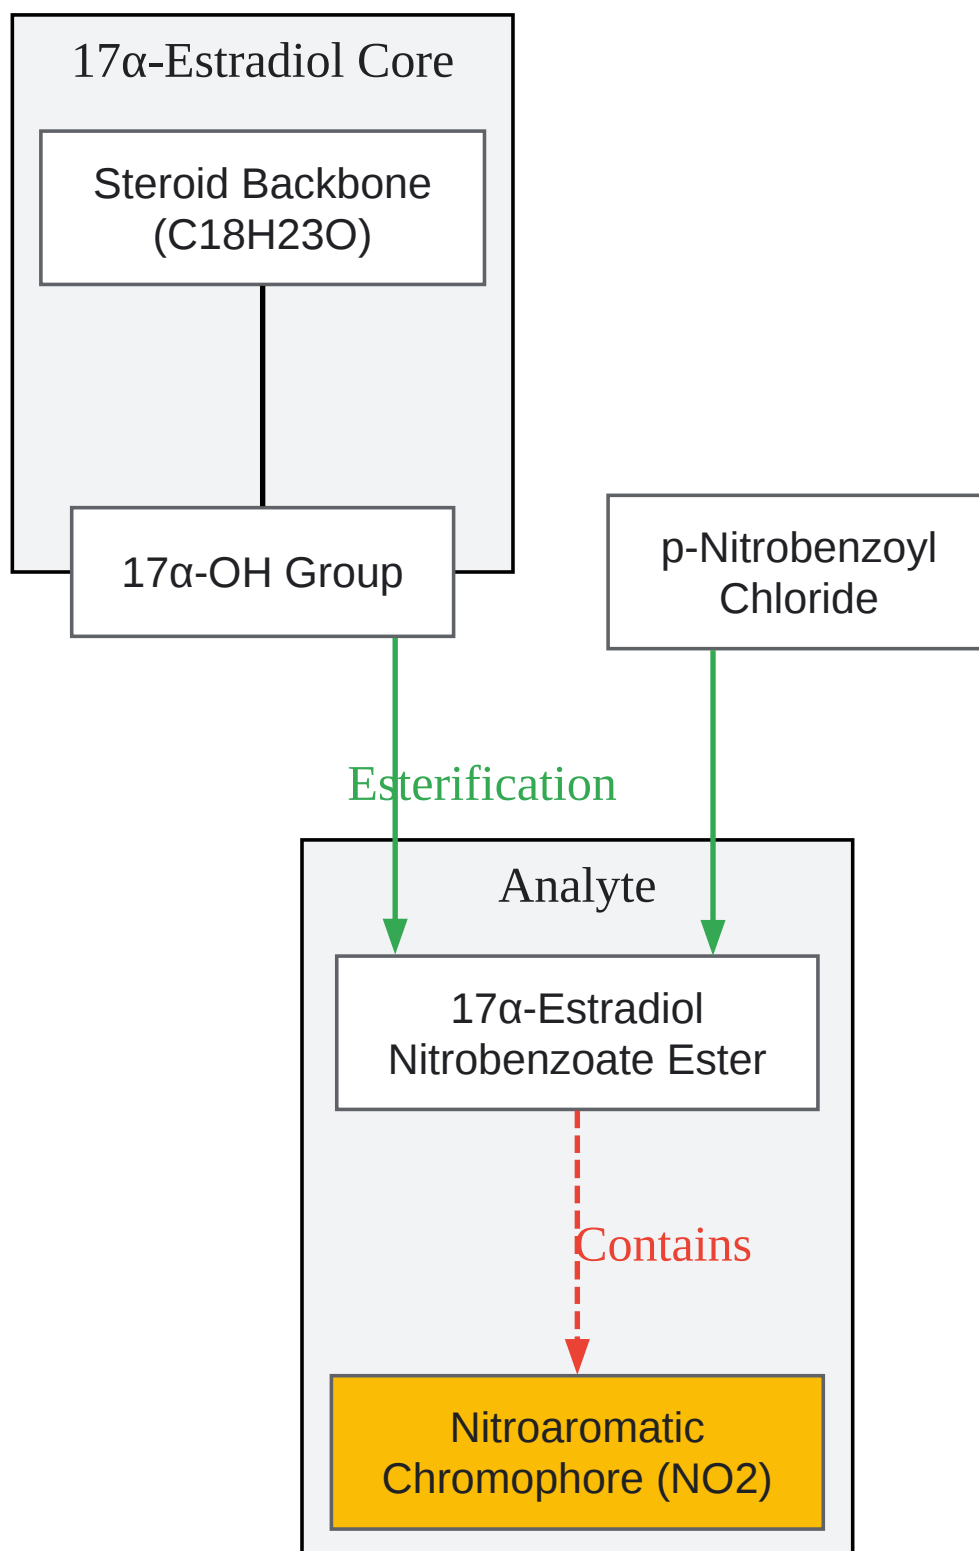 17α-Estradiol Core
Steroid Backbone
(C18H23O)
17α-OH Group
p-Nitrobenzoyl
Chloride
Esterification
Analyte
17α-Estradiol
Nitrobenzoate Ester
Contains
Nitroaromatic
Chromophore (NO2)